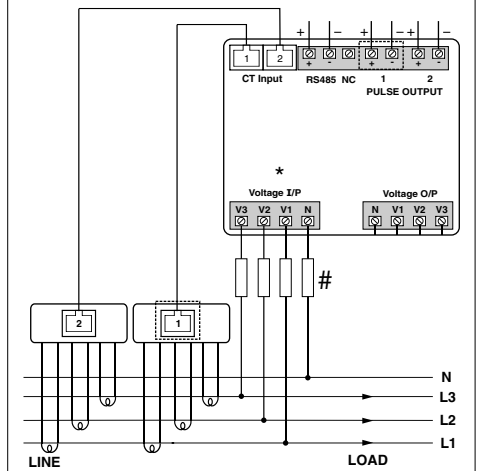 + − + − + −
1 2 + - + - + -
CT Input RS485 NC 1 2
PULSE OUTPUT
*
Voltage I/P Voltage O/P
V3 V2 V1 N N V1 V2 V3
#
2 1
N
L3
L2
L1
LINE LOAD